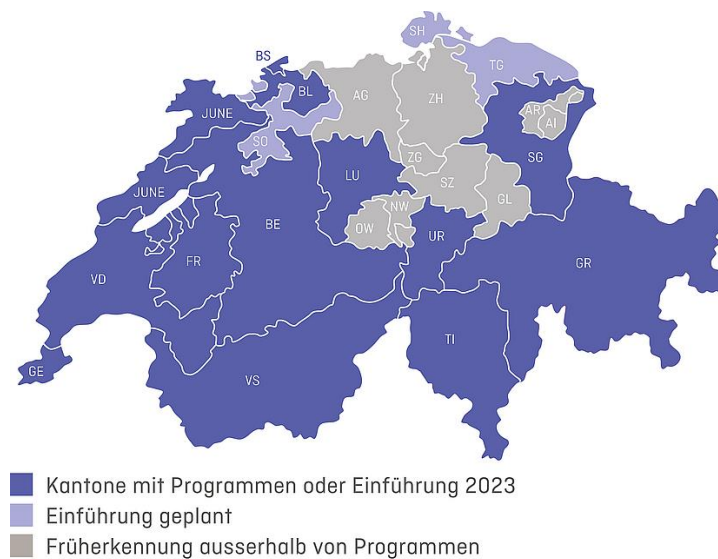 SH
BS
TG
BL
JUNE
AG
ZH
AR
AI
SO
ZG
SG
LU
SZ
JUNE
NW
GL
BE
OW
UR
FR
GR
VD
TI
GE
VS
Kantone mit Programmen oder Einführung 2023
Einführung geplant
Früherkennung ausserhalb von Programmen